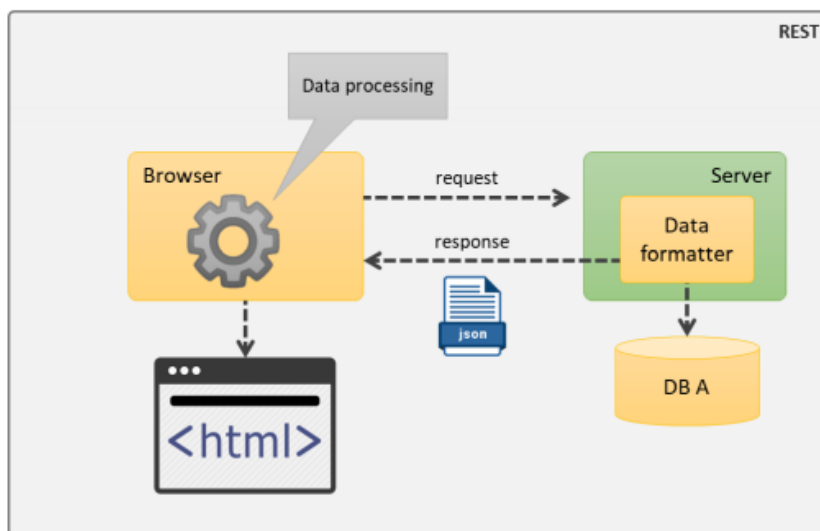 REST
Data processing
Browser
request
Server
response
Data
formatter
json
DB A
<html>